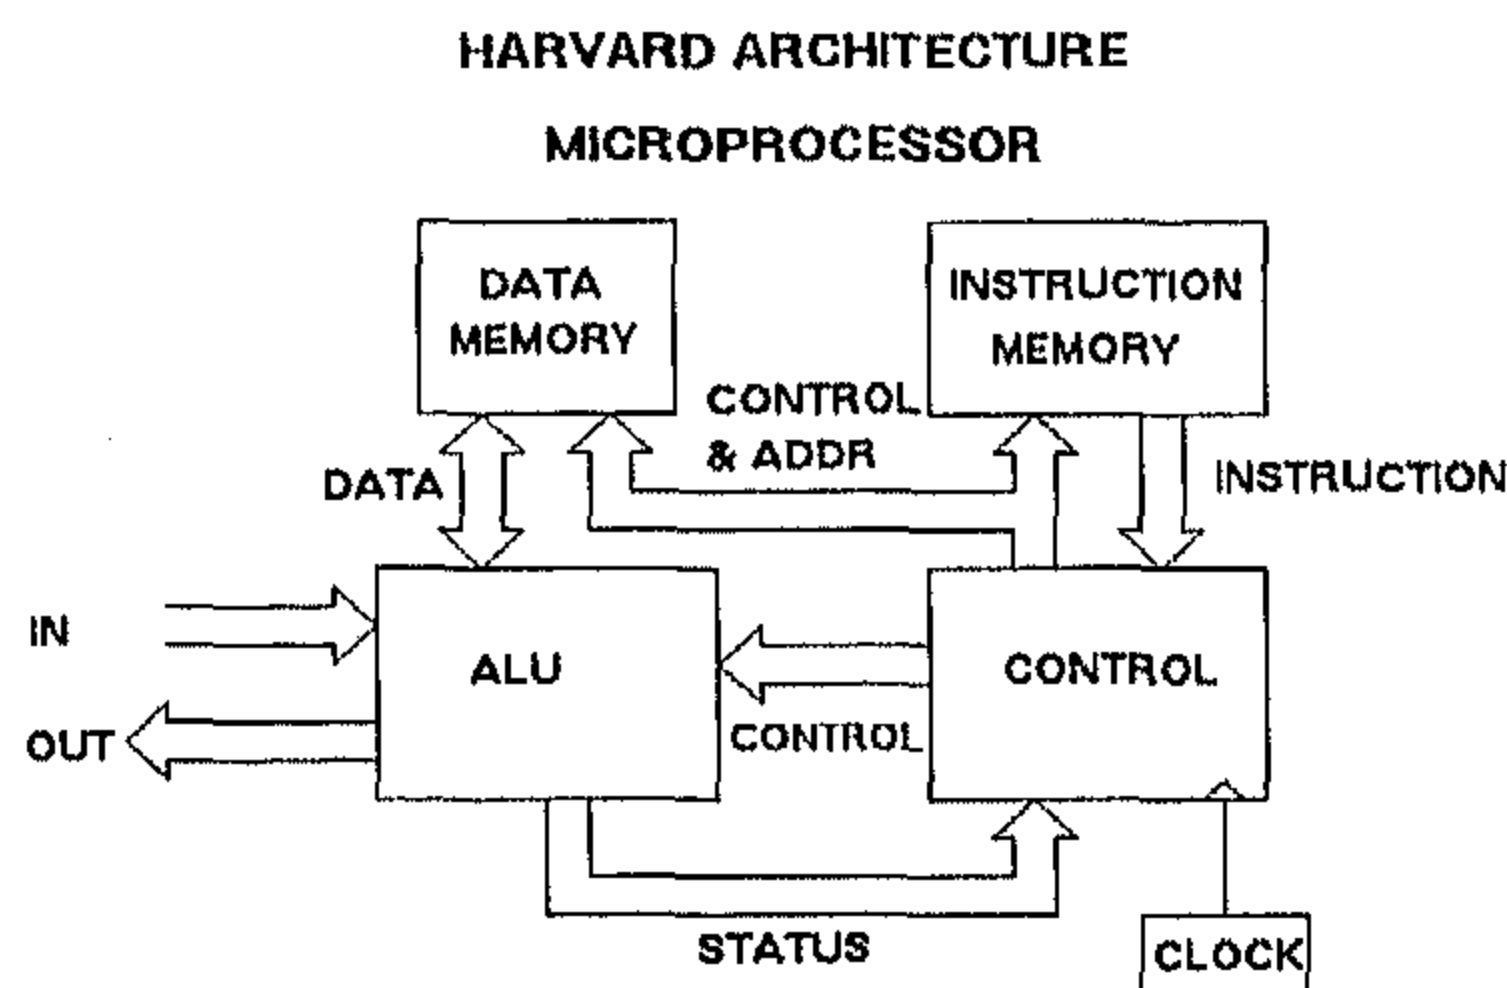 HARVARD ARCHITECTURE
MICROPROCESSOR
DATA
MEMORY
INSTRUCTION
MEMORY
CONTROL
& ADDR
DATA
INSTRUCTION
IN
ALU
CONTROL
OUT
CONTROL
STATUS
CLOCK